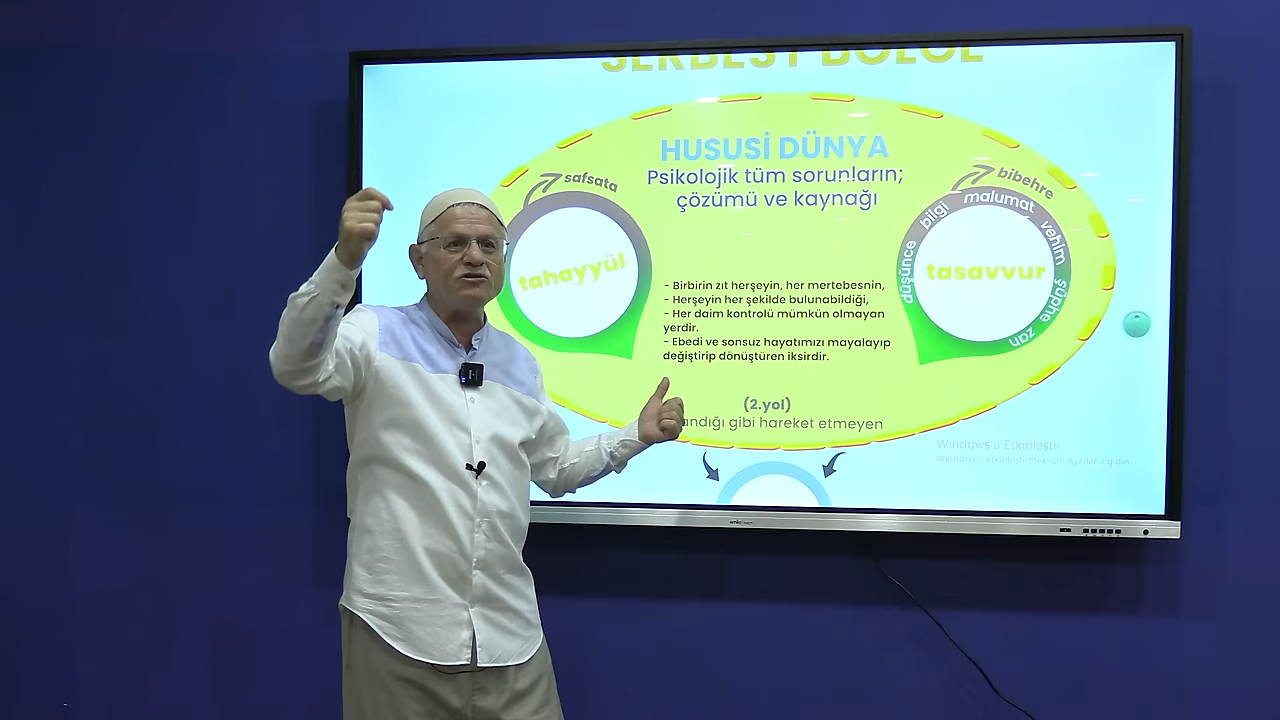 SERBEST BÖLGE
HUSUSİ DÜNYA
Psikolojik tüm sorunların;
çözümü ve kaynağı
safsata
tahayyül
bibehre
düşünce bilgi malumat vehim şüphe zan
tasavvur
- Birbirin zıt herşeyin, her mertebesnin,
- Herşeyin her şekilde bulunabildiği,
- Her daim kontrolü mümkün olmayan
yerdir.
- Ebedi ve sonsuz hayatımızı mayalayıp
değiştirip dönüştüren iksirdir.
(2.yol)
gibi hareket etmeyen
Windows'u Etkinleştir
Windows'u etkinleştirmek için Ayarlar'a gidin